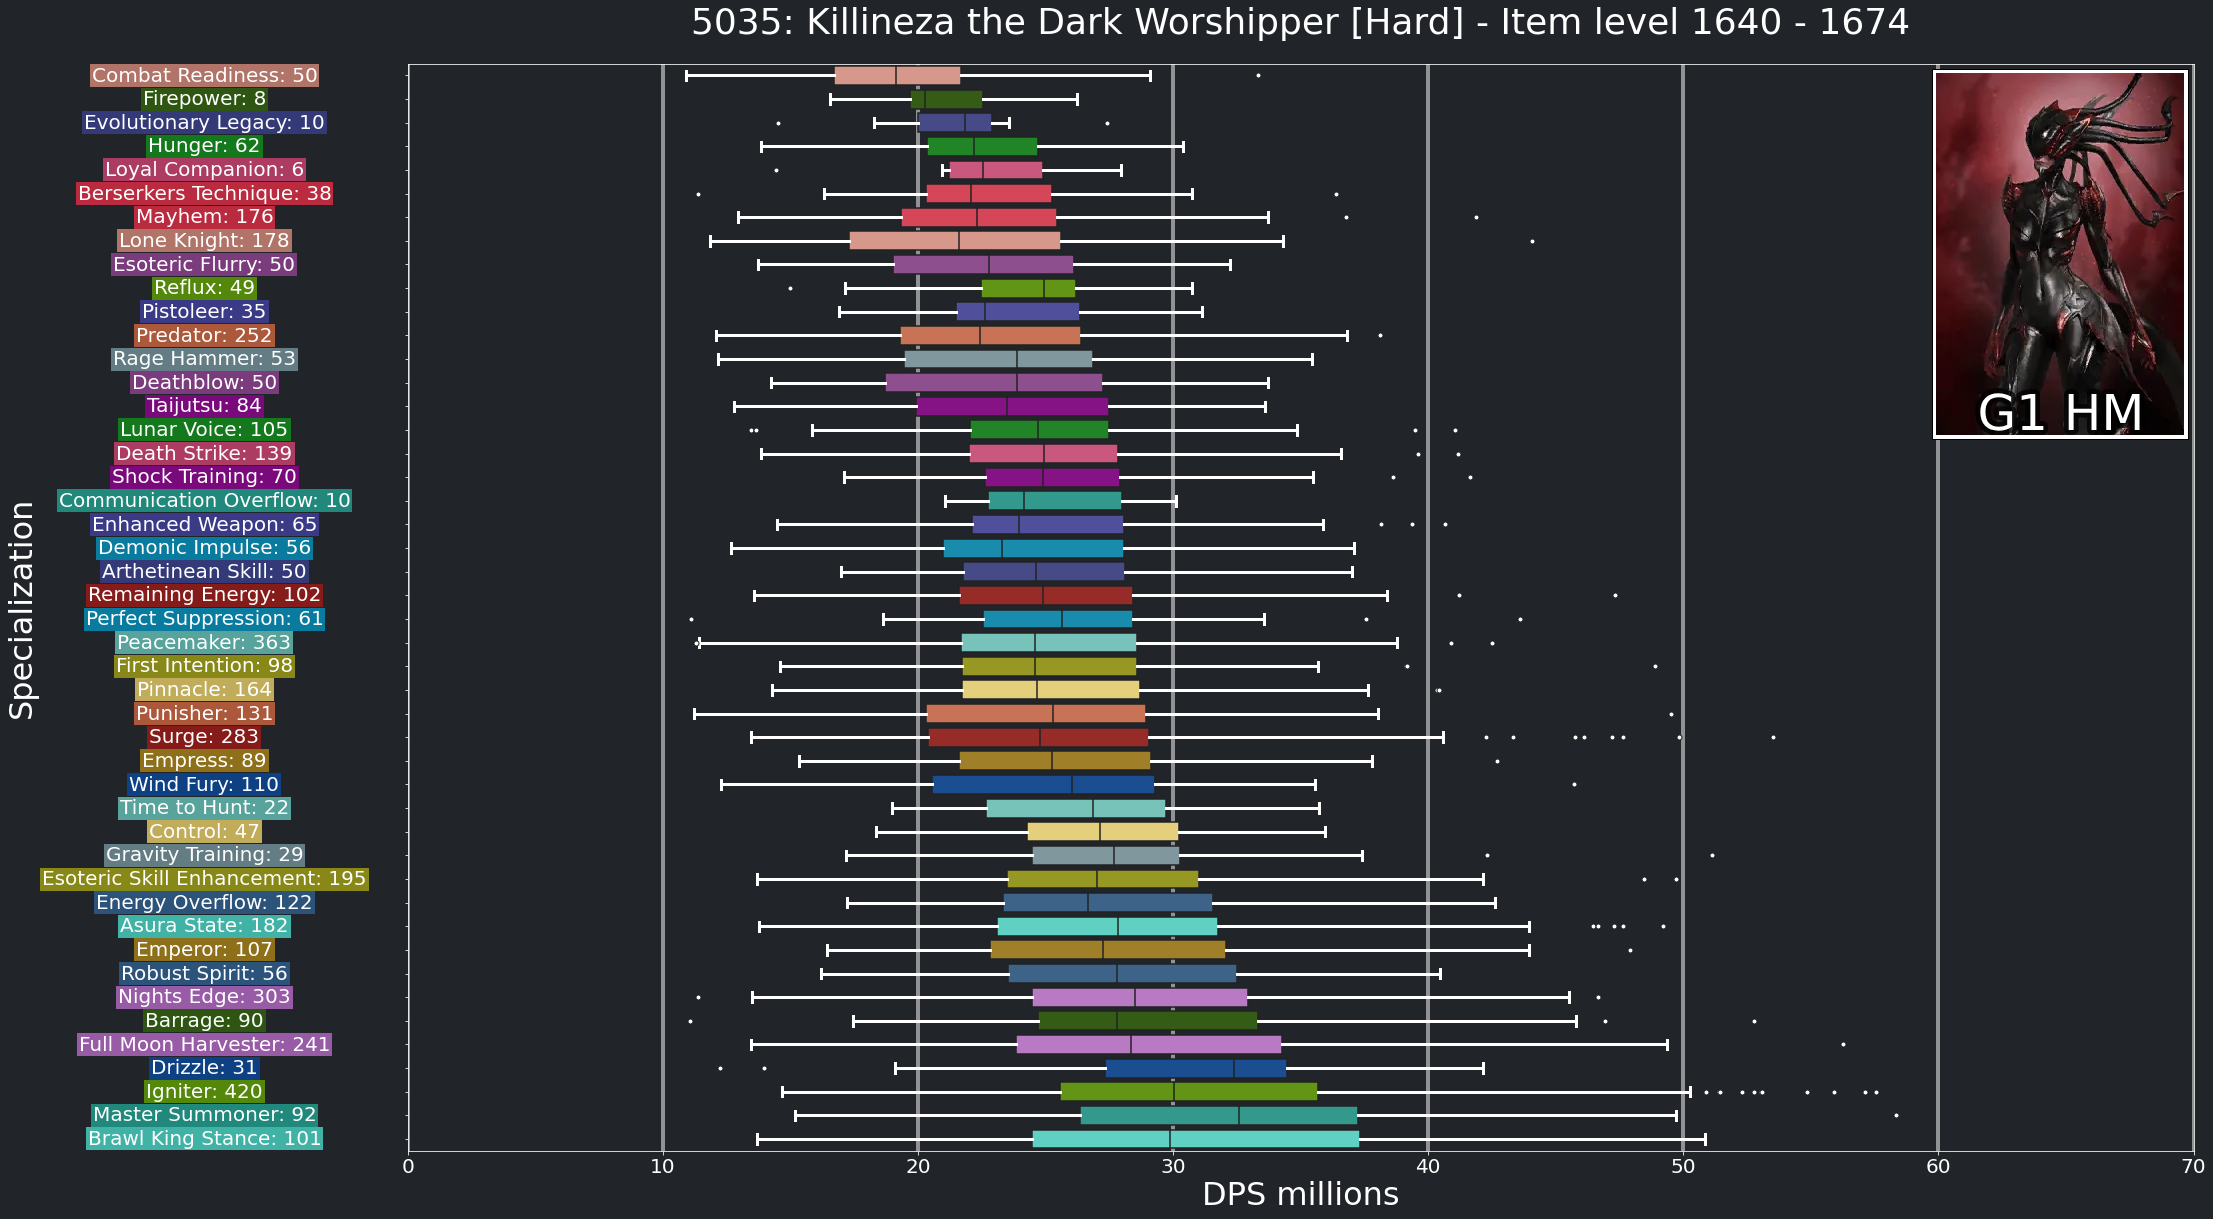 5035: Killineza the Dark Worshipper [Hard] - Item level 1640 - 1674
Combat Readiness: 50
Firepower: 8
Evolutionary Legacy: 10
Hunger: 62
Loyal Companion: 6
Berserkers Technique: 38
Mayhem: 176
Lone Knight: 178
Esoteric Flurry: 50
Reflux: 49
Pistoleer: 35
Predator: 252
Rage Hammer: 53
Deathblow: 50
Taijutsu: 84
Lunar Voice: 105
Death Strike: 139
Shock Training: 70
Communication Overflow: 10
Enhanced Weapon: 65
Demonic Impulse: 56
Arthetinean Skill: 50
Remaining Energy: 102
Perfect Suppression: 61
Peacemaker: 363
First Intention: 98
Pinnacle: 164
Punisher: 131
Surge: 283
Empress: 89
Wind Fury: 110
Time to Hunt: 22
Control: 47
Gravity Training: 29
Esoteric Skill Enhancement: 195
Energy Overflow: 122
Asura State: 182
Emperor: 107
Robust Spirit: 56
Nights Edge: 303
Barrage: 90
Full Moon Harvester: 241
Drizzle: 31
Igniter: 420
Master Summoner: 92
Brawl King Stance: 101
Specialization
G1 HM
0 10 20 30 40 50 60 70
DPS millions